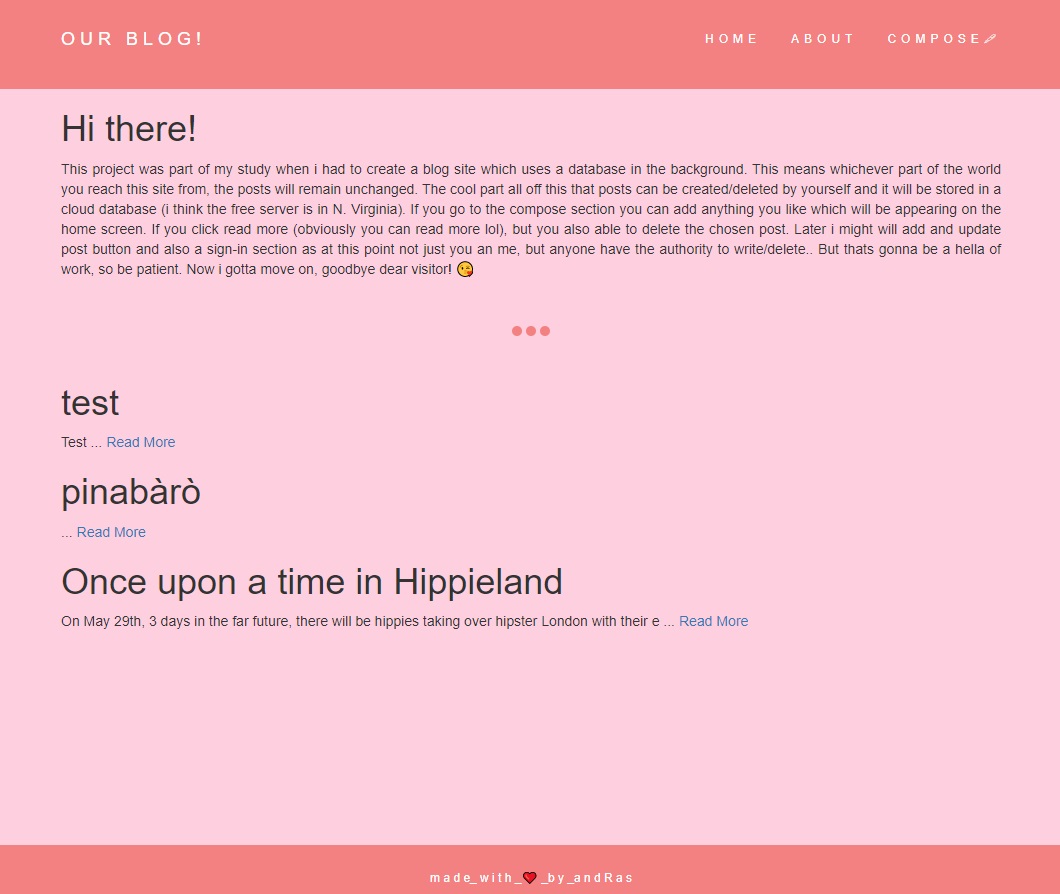 OUR BLOG!
HOME ABOUT COMPOSE🖋
Hi there!
This project was part of my study when i had to create a blog site which uses a database in the background. This means whichever part of the world
you reach this site from, the posts will remain unchanged. The cool part all off this that posts can be created/deleted by yourself and it will be stored in a
cloud database (i think the free server is in N. Virginia). If you go to the compose section you can add anything you like which will be appearing on the
home screen. If you click read more (obviously you can read more lol), but you also able to delete the chosen post. Later i might will add and update
post button and also a sign-in section as at this point not just you an me, but anyone have the authority to write/delete.. But thats gonna be a hella of
work, so be patient. Now i gotta move on, goodbye dear visitor! 😘
test
Test ... Read More
pinabàrò
... Read More
Once upon a time in Hippieland
On May 29th, 3 days in the far future, there will be hippies taking over hipster London with their e ... Read More
made_with_❤_by_andRas